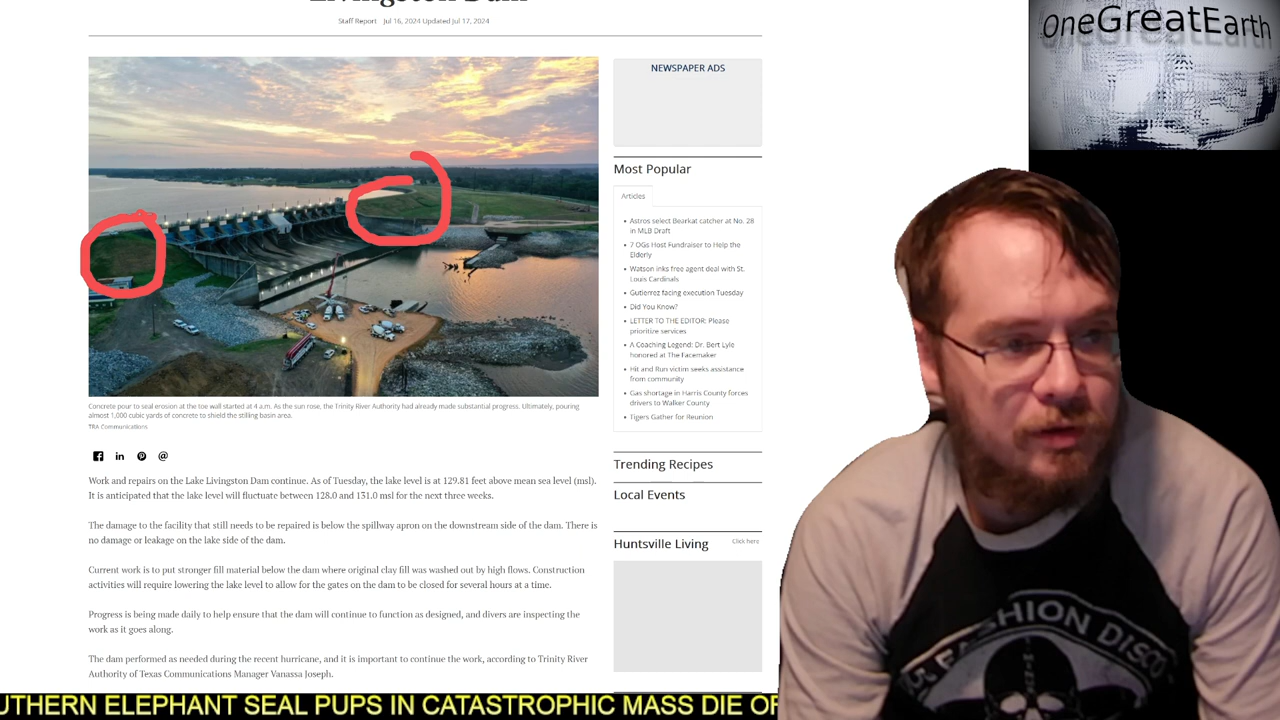 Livingston Dam
OneGreatEarth
Staff Report Jul 16, 2024 Updated Jul 17, 2024
NEWSPAPER ADS
Most Popular
Articles
Astros select Bearkat catcher at No. 28
in MLB Draft
7 OGs Host Fundraiser to Help the
Elderly
Watson inks free agent deal with St.
Louis Cardinals
Gutierrez facing execution Tuesday
Did You Know?
LETTER TO THE EDITOR: Please
prioritize services
A Coaching Legend: Dr. Bert Lyle
honored at The Facemaker
Hit and Run victim seeks assistance
from community
Gas shortage in Harris County forces
drivers to Walker County
Tigers Gather for Reunion
Concrete pour to seal erosion at the toe wall started at 4 a.m. As the sun rose, the Trinity River Authority had already made substantial progress. Ultimately, pouring
almost 1,000 cubic yards of concrete to shield the stilling basin area.
TRA Communications
Work and repairs on the Lake Livingston Dam continue. As of Tuesday, the lake level is at 129.81 feet above mean sea level (msl).
It is anticipated that the lake level will fluctuate between 128.0 and 131.0 msl for the next three weeks.
The damage to the facility that still needs to be repaired is below the spillway apron on the downstream side of the dam. There is
no damage or leakage on the lake side of the dam.
Current work is to put stronger fill material below the dam where original clay fill was washed out by high flows. Construction
activities will require lowering the lake level to allow for the gates on the dam to be closed for several hours at a time.
Progress is being made daily to help ensure that the dam will continue to function as designed, and divers are inspecting the
work as it goes along.
The dam performed as needed during the recent hurricane, and it is important to continue the work, according to Trinity River
Authority of Texas Communications Manager Vanassa Joseph.
Trending Recipes
Local Events
Huntsville Living Click here
UTHERN ELEPHANT SEAL PUPS IN CATASTROPHIC MASS DIE OF